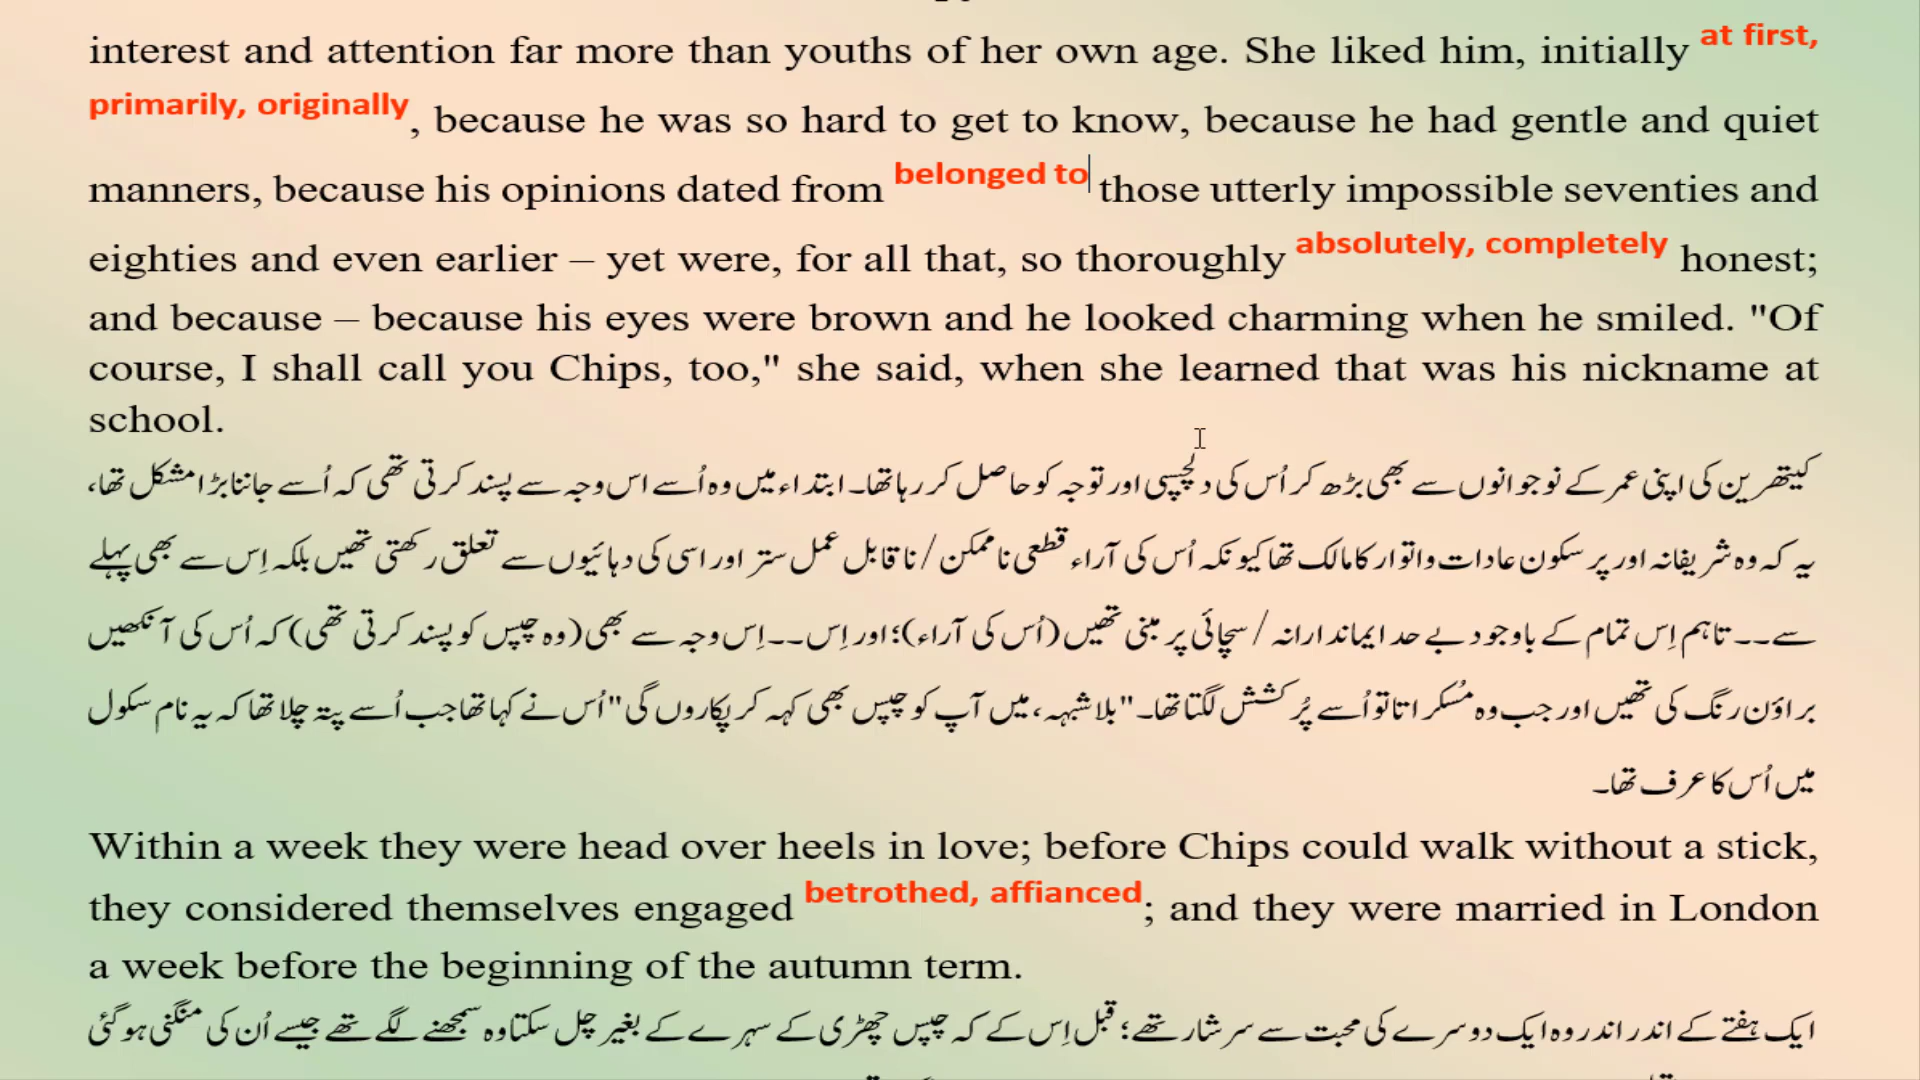 interest and attention far more than youths of her own age. She liked him, initially at first,
primarily, originally, because he was so hard to get to know, because he had gentle and quiet
manners, because his opinions dated from belonged to those utterly impossible seventies and
eighties and even earlier – yet were, for all that, so thoroughly absolutely, completely honest;
and because – because his eyes were brown and he looked charming when he smiled. "Of
course, I shall call you Chips, too," she said, when she learned that was his nickname at
school.
کیتھرین کی اپنی عمر کے نوجوانوں سے بھی بڑھ کر اُس کی دلچسپی اور توجہ کو حاصل کر رہا تھا۔ ابتداء میں وہ اُسے اس وجہ سے پسند کرتی تھی کہ اُسے جاننا بڑا مشکل تھا،
یہ کہ وہ شریفانہ اور پر سکون عادات واتوار کا مالک تھا کیونکہ اُس کی آراء قطعی ناممکن / ناقابل عمل ستر اور اسی کی دہائیوں سے تعلق رکھتی تھیں بلکہ اِس سے بھی پہلے
سے۔۔ تاہم اِس تمام کے باوجود بے حد ایماندارانہ / سچائی پر مبنی تھیں (اُس کی آراء)؛ اور اِس۔۔اِس وجہ سے بھی (وہ چپس کو پسند کرتی تھی) کہ اُس کی آنکھیں
براؤن رنگ کی تھیں اور جب وہ مُسکراتا تو اُسے پُرکشش لگتا تھا۔ "بلاشبہ، میں آپ کو چپس بھی کہہ کر پکاروں گی" اُس نے کہا تھا جب اُسے پتہ چلا تھا کہ یہ نام سکول
میں اُس کا عرف تھا۔
Within a week they were head over heels in love; before Chips could walk without a stick,
they considered themselves engaged betrothed, affianced; and they were married in London
a week before the beginning of the autumn term.
ایک ہفتے کے اندر اندر وہ ایک دوسرے کی محبت سے سرشار تھے؛ قبل اِس کے کہ چپس چھڑی کے سہرے کے بغیر چل سکتا وہ سمجھنے لگے تھے جیسے اُن کی منگنی ہو گئی